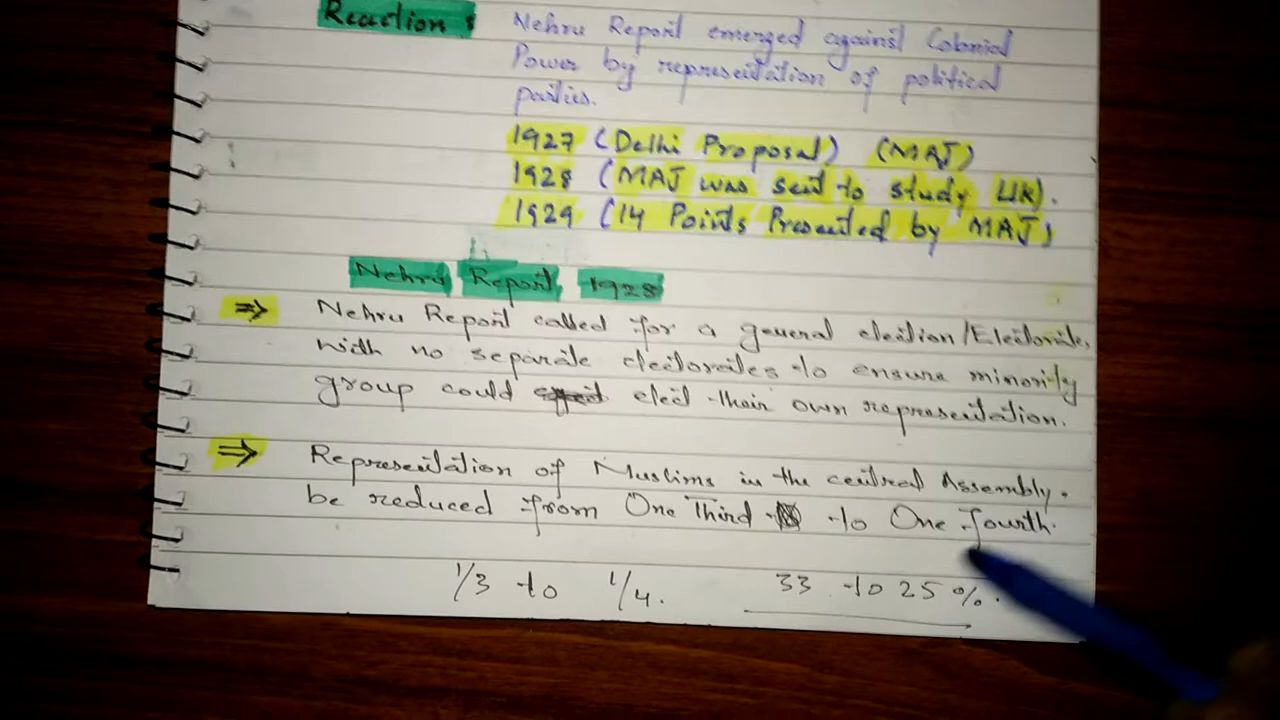 Reaction :
Nehru Report emerged against Colonial
Power by representation of political
parties.
1927 (Delhi Proposal) (MAJ)
1928 (MAJ was sent to study UK).
1929 (14 Points Presented by MAJ)
Nehru Report 1928
⇒ Nehru Report called for a general election/Electorate,
with no separate electorates to ensure minority
group could elect their own representation.
⇒ Representation of Muslims in the central Assembly.
be reduced from One Third to One fourth.
1/3 to 1/4. 33 to 25%.